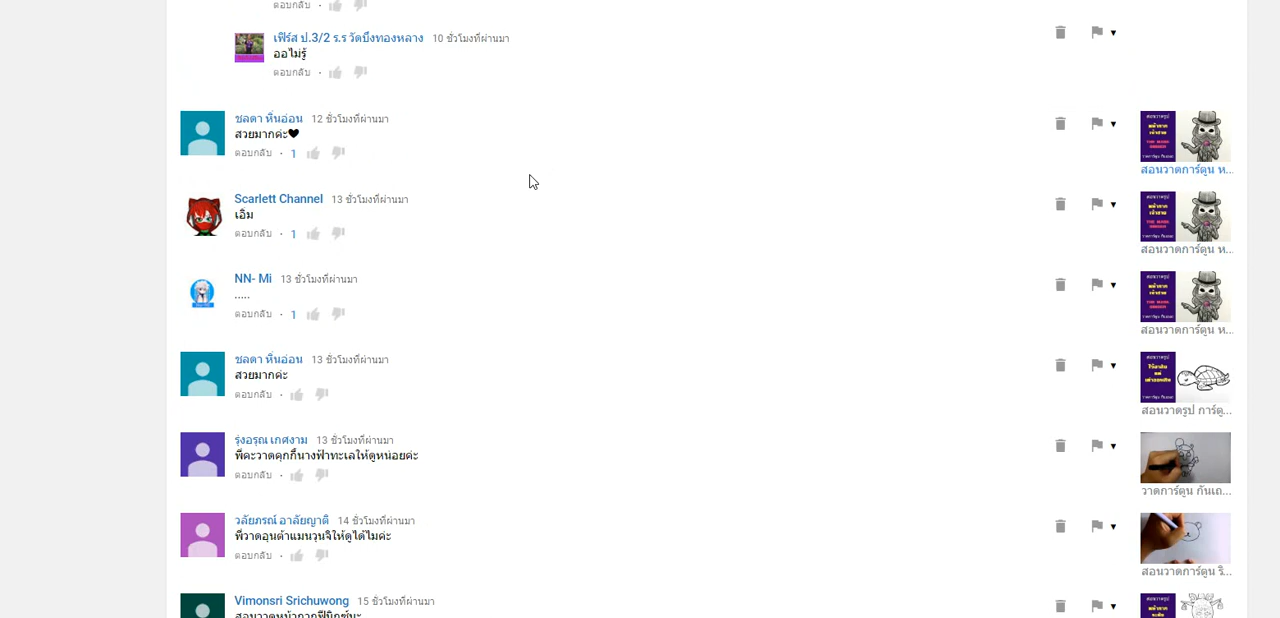 ตอบกลับ ·
เฟิร์ส ป.3/2 ร.ร วัดบึงทองหลาง 10 ชั่วโมงที่ผ่านมา
ออไม่รู้
ตอบกลับ ·
ชลดา หิ่นอ่อน 12 ชั่วโมงที่ผ่านมา
สวยมากค่ะ♥
ตอบกลับ · 1
สอนวาดการ์ตูน ห...
Scarlett Channel 13 ชั่วโมงที่ผ่านมา
เอิ่ม
ตอบกลับ · 1
สอนวาดการ์ตูน ห...
NN- Mi 13 ชั่วโมงที่ผ่านมา
.....
ตอบกลับ · 1
สอนวาดการ์ตูน ห...
ชลดา หิ่นอ่อน 13 ชั่วโมงที่ผ่านมา
สวยมากค่ะ
ตอบกลับ ·
สอนวาดรูป การ์ตู...
รุ่งอรุณ เกศงาม 13 ชั่วโมงที่ผ่านมา
พี่คะวาดคุกกี้นางฟ้าทะเลให้ดูหน่อยค่ะ
ตอบกลับ ·
วาดการ์ตูน กันเถ...
วลัยภรณ์ อาลัยญาติ 14 ชั่วโมงที่ผ่านมา
พี่วาดอุนต้าแมนวุนจิให้ดูได้ไมค่ะ
ตอบกลับ ·
สอนวาดการ์ตูน ริ...
Vimonsri Srichuwong 15 ชั่วโมงที่ผ่านมา
สอนวาดหน้ากากฟีนิกซ์นะ